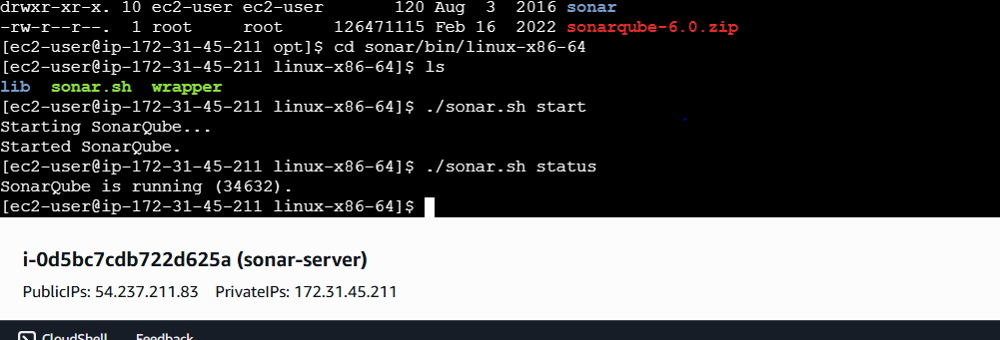 drwxr-xr-x. 10 ec2-user ec2-user       120 Aug  3  2016 sonar
-rw-r--r--.  1 root     root     126471115 Feb 16  2022 sonarqube-6.0.zip
[ec2-user@ip-172-31-45-211 opt]$ cd sonar/bin/linux-x86-64
[ec2-user@ip-172-31-45-211 linux-x86-64]$ ls
lib  sonar.sh  wrapper
[ec2-user@ip-172-31-45-211 linux-x86-64]$ ./sonar.sh start
Starting SonarQube...
Started SonarQube.
[ec2-user@ip-172-31-45-211 linux-x86-64]$ ./sonar.sh status
SonarQube is running (34632).
[ec2-user@ip-172-31-45-211 linux-x86-64]$
i-0d5bc7cdb722d625a (sonar-server)
PublicIPs: 54.237.211.83    PrivateIPs: 172.31.45.211
CloudShell    Feedback